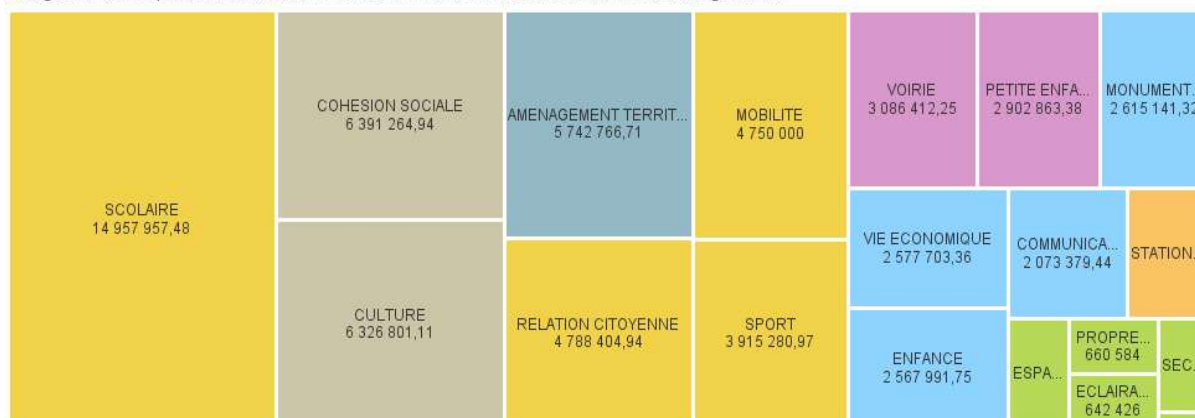 SCOLAIRE
14 957 957,48
COHESION SOCIALE
6 391 264,94
CULTURE
6 326 801,11
AMENAGEMENT TERRIT...
5 742 766,71
RELATION CITOYENNE
4 788 404,94
MOBILITE
4 750 000
SPORT
3 915 280,97
VOIRIE
3 086 412,25
PETITE ENFA...
2 902 863,38
MONUMENT...
2 615 141,32
VIE ECONOMIQUE
2 577 703,36
ENFANCE
2 567 991,75
COMMUNICA...
2 073 379,44
STATION...
ESPA...
PROPRE...
660 584
ECLAIRA...
642 426
SEC...